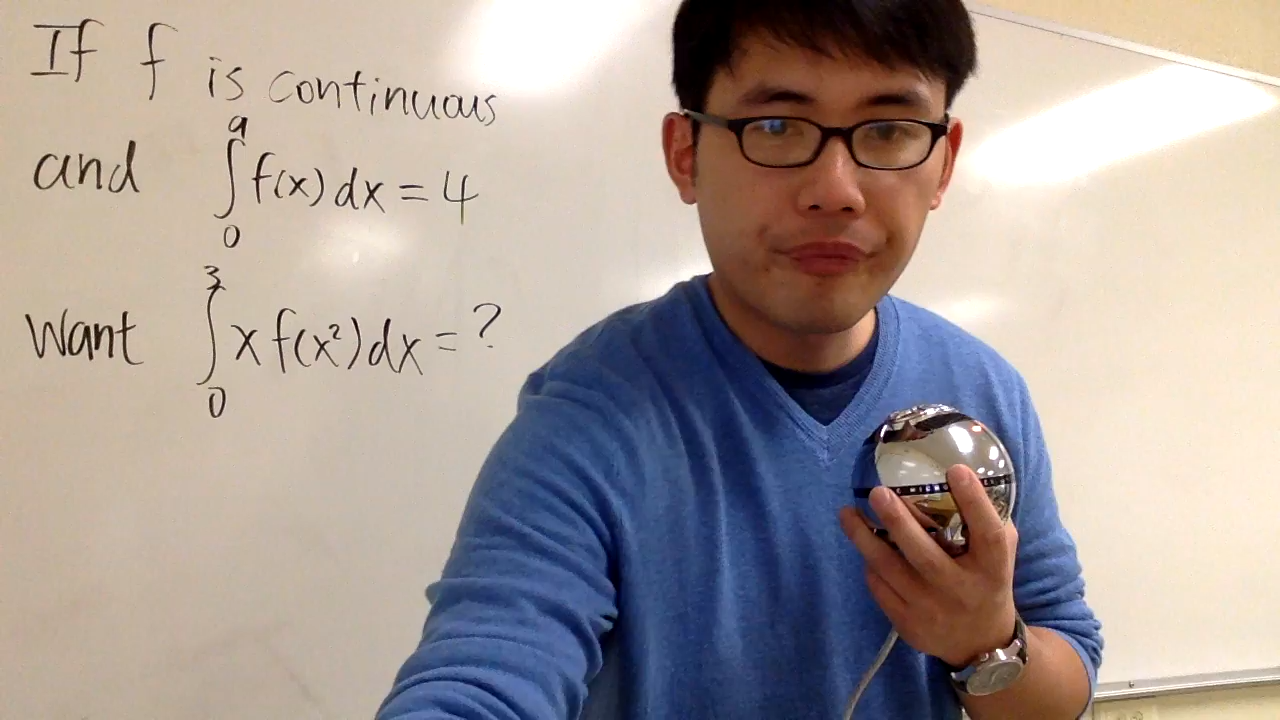 If f is continuous
and ∫₀⁹ f(x) dx = 4
Want ∫₀³ x f(x²) dx = ?